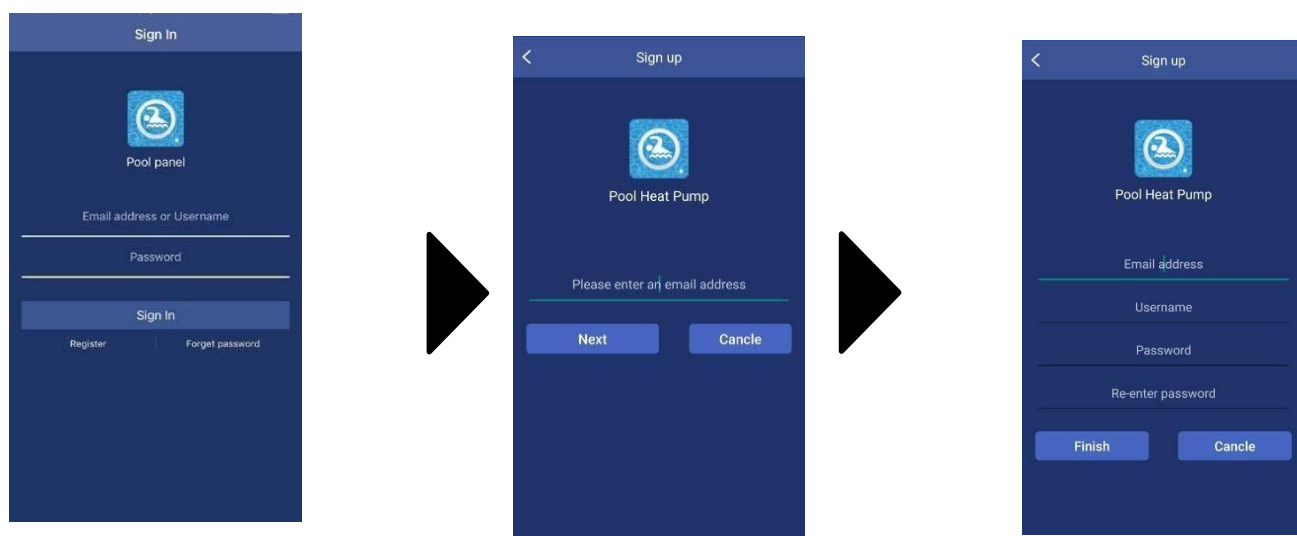 Sign In
Pool panel
Email address or Username
Password
Sign In
Register
Forget password
Sign up
Pool Heat Pump
Please enter an email address
Next
Cancle
Sign up
Pool Heat Pump
Email address
Username
Password
Re-enter password
Finish
Cancle